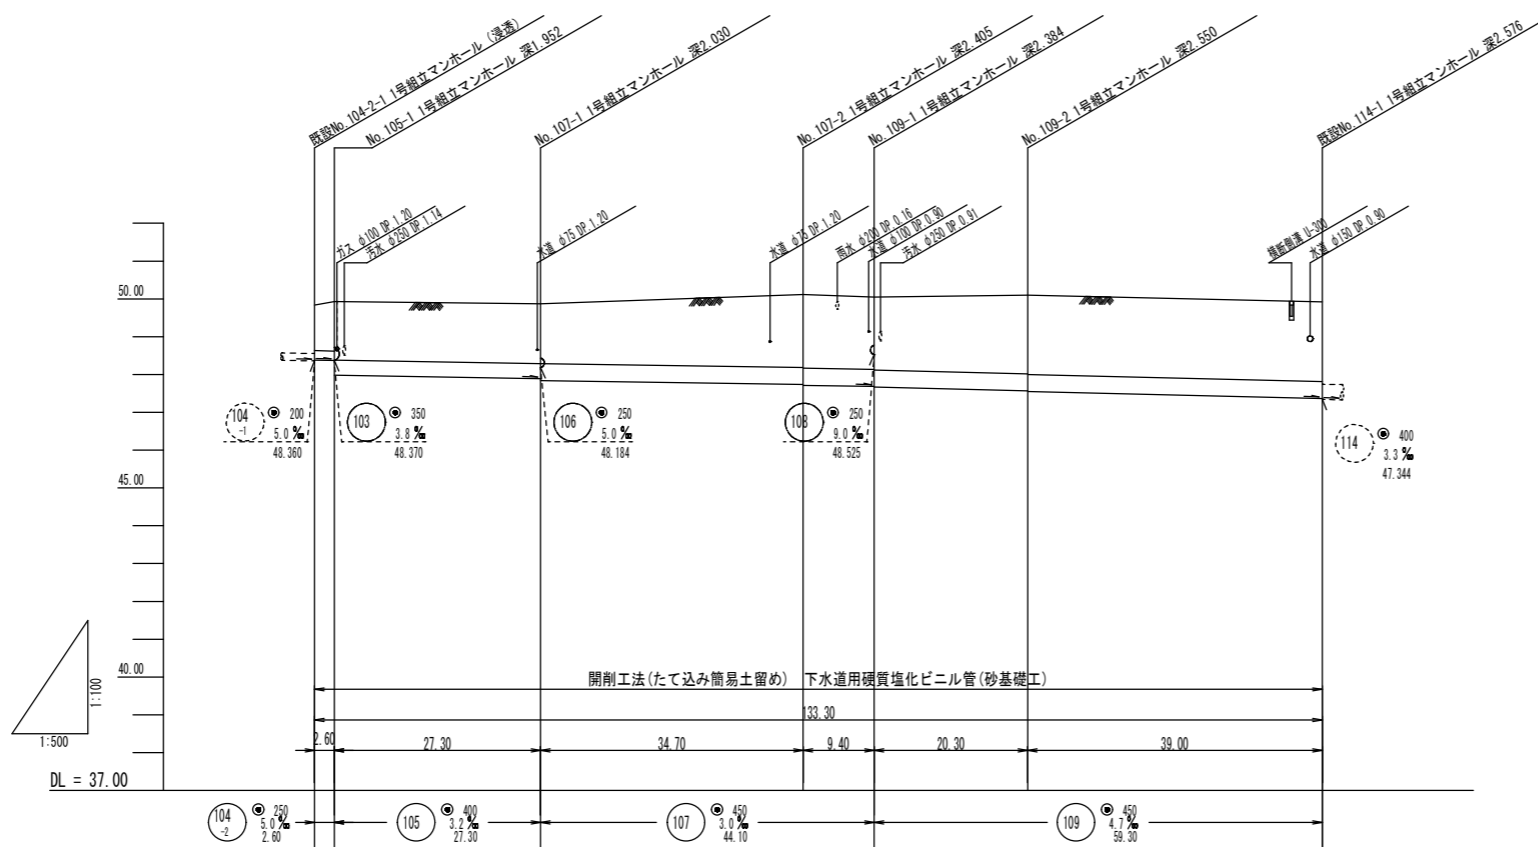 既設No.104-2-1 1号組立マンホール (浸透)
No.105-1 1号組立マンホール 深1.952
No.107-1 1号組立マンホール 深2.030
No.107-2 1号組立マンホール 深2.405
No.109-1 1号組立マンホール 深2.384
No.109-2 1号組立マンホール 深2.550
既設No.114-1 1号組立マンホール 深2.576
ガス φ100 DP.1.20
汚水 φ250 DP.1.14
水道 φ75 DP.1.20
水道 φ75 DP.1.20
雨水 φ200 DP.0.16
水道 φ100 DP.0.90
汚水 φ250 DP.0.91
横断側溝 U-300
水道 φ150 DP.0.90
50.00
45.00
40.00
104
-1
200
5.0 ‰
48.360
103
350
3.8 ‰
48.370
106
250
5.0 ‰
48.184
108
250
9.0 ‰
48.525
114
400
3.3 ‰
47.344
1:100
1:500
開削工法(たて込み簡易土留め) 下水道用硬質塩化ビニル管(砂基礎工)
133.30
2.60
27.30
34.70
9.40
20.30
39.00
DL = 37.00
104
-2
250
5.0 ‰
2.60
105
400
3.2 ‰
27.30
107
450
3.0 ‰
44.10
109
450
4.7 ‰
59.30